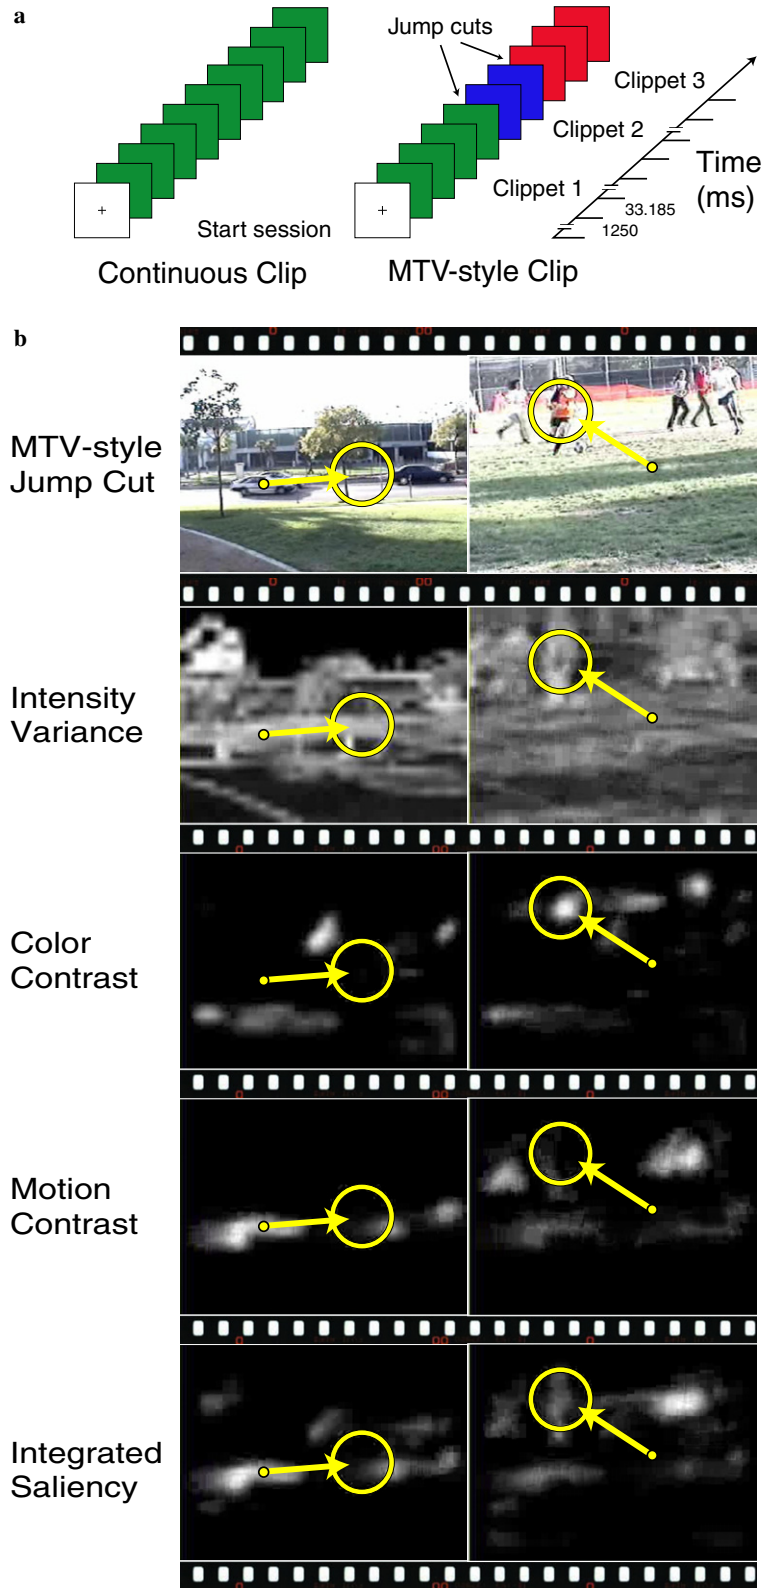 a
Jump cuts
Clippet 3
Clippet 2
Clippet 1
Time
(ms)
33.185
1250
Start session
Continuous Clip
MTV-style Clip
b
MTV-style
Jump Cut
Intensity
Variance
Color
Contrast
Motion
Contrast
Integrated
Saliency